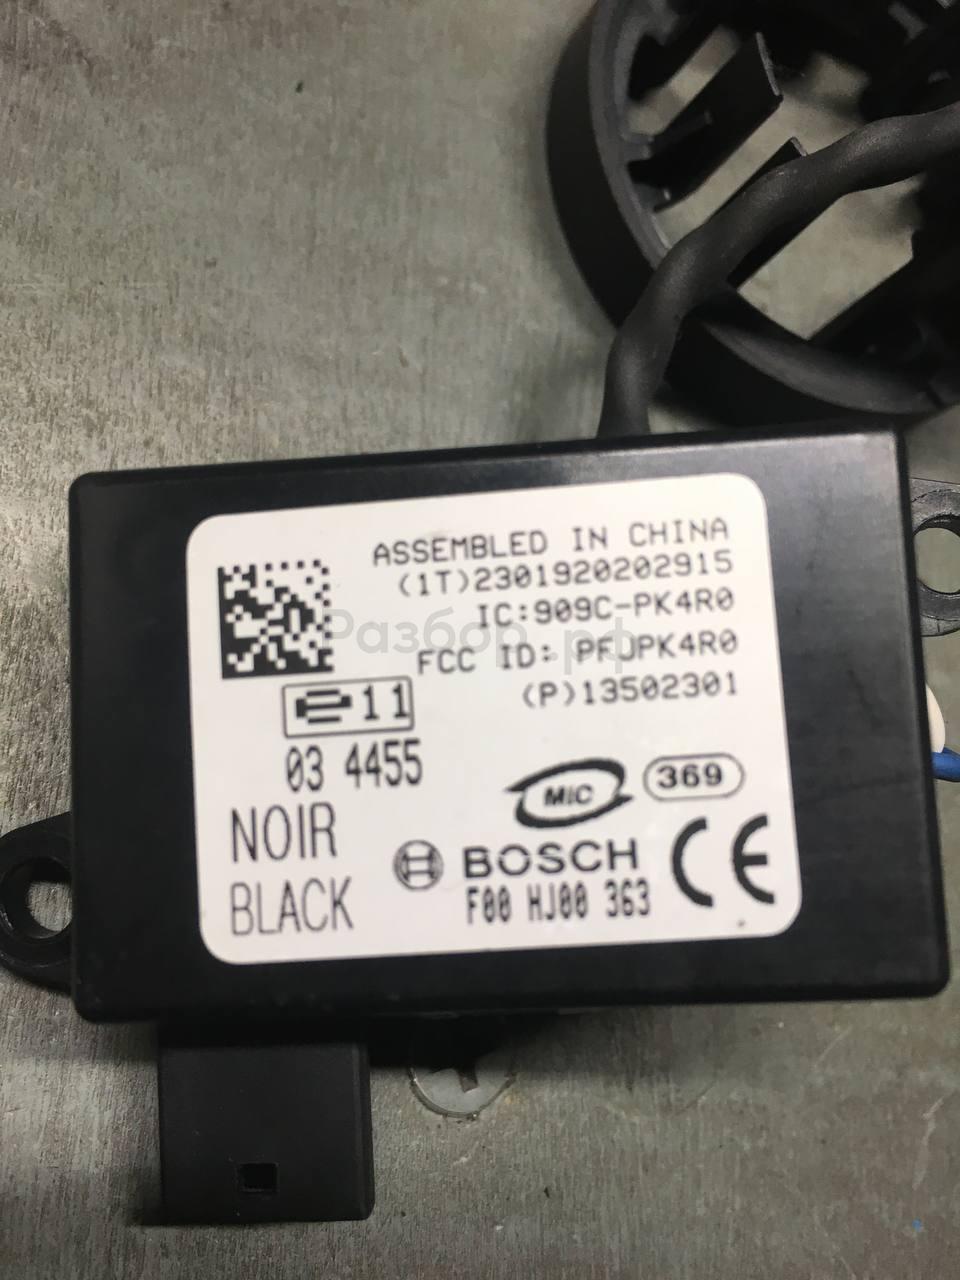 ASSEMBLED IN CHINA
(1T)2301920202915
IC:909C-PK4R0
FCC ID: PFJPK4R0
(P)13502301
e11
03 4455
NOIR
BLACK
MIC
369
BOSCH
F00 HJ00 363
CE
Разбор.рф